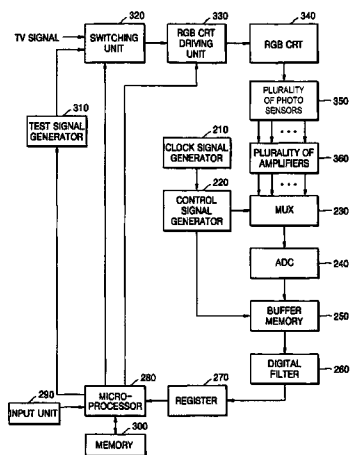 320
330
340
TV SIGNAL
SWITCHING
UNIT
RGB CRT
DRIVING
UNIT
RGB CRT
310
TEST SIGNAL
GENERATOR
PLURALITY
OF PHOTO
SENSORS
350
210
CLOCK SIGNAL
GENERATOR
PLURALITY OF
AMPLIFIERS
360
220
CONTROL
SIGNAL
GENERATOR
MUX
230
ADC
240
BUFFER
MEMORY
250
DIGITAL
FILTER
260
290
INPUT UNIT
280
MICRO-
PROCESSOR
270
REGISTER
300
MEMORY